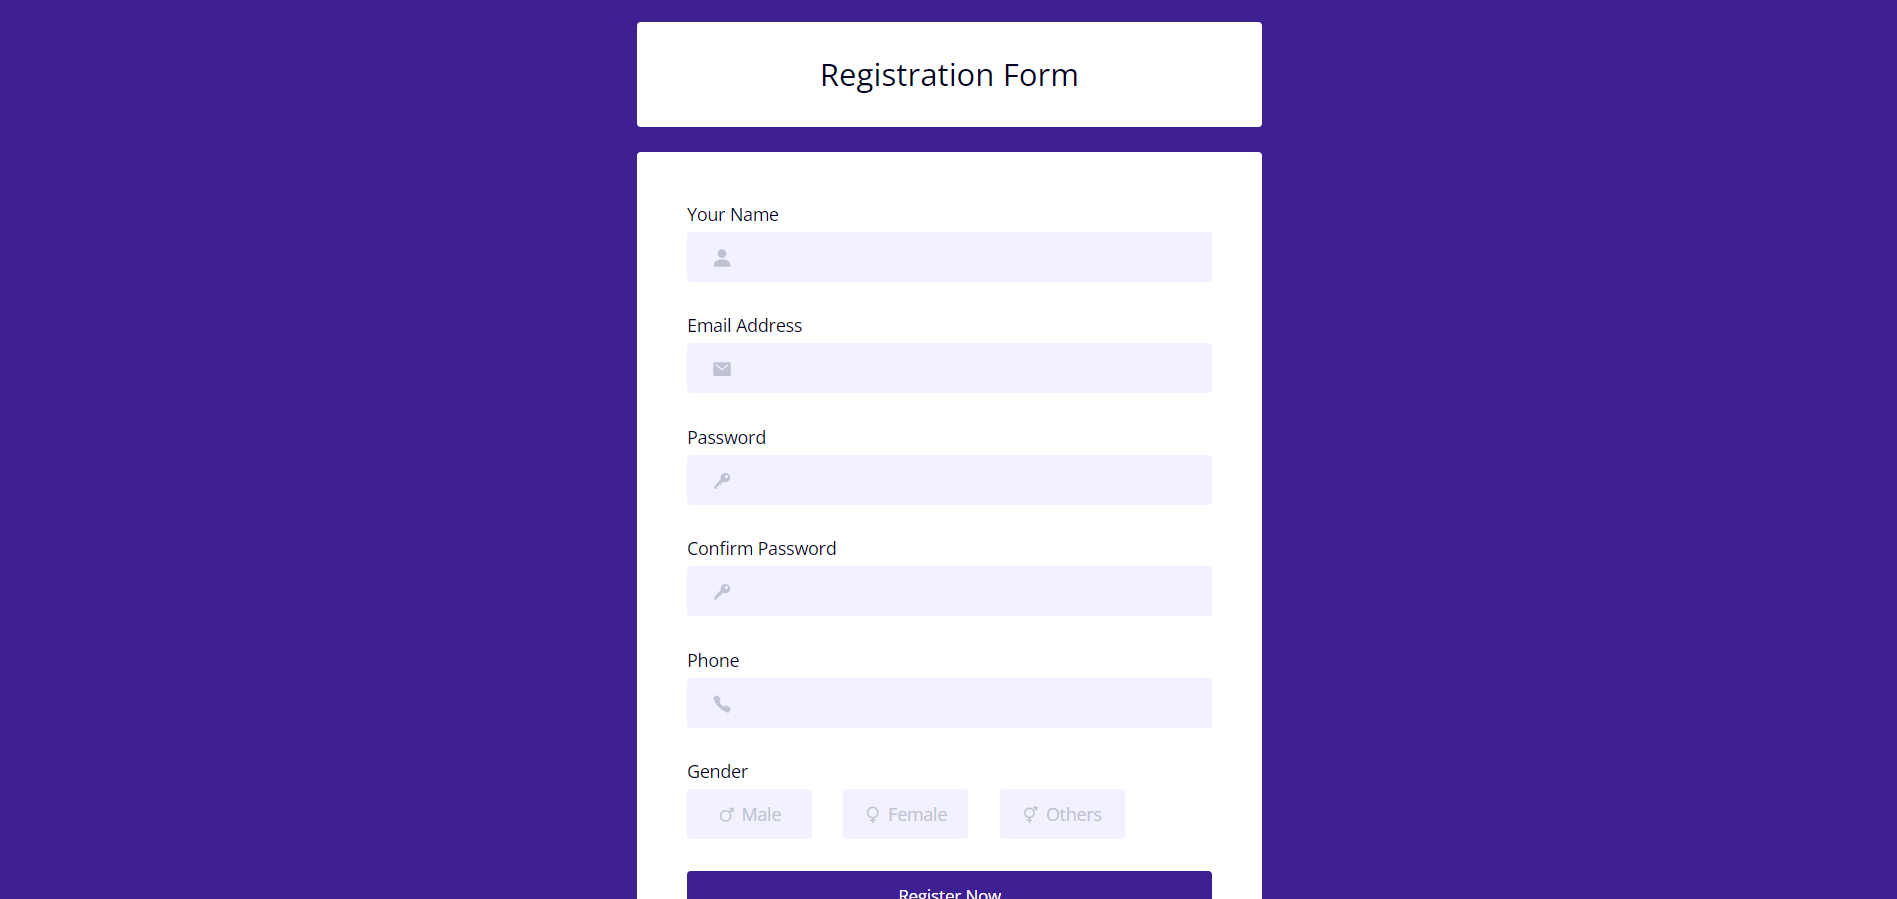 Registration Form
Your Name
Email Address
Password
Confirm Password
Phone
Gender
Male Female Others
Register Now